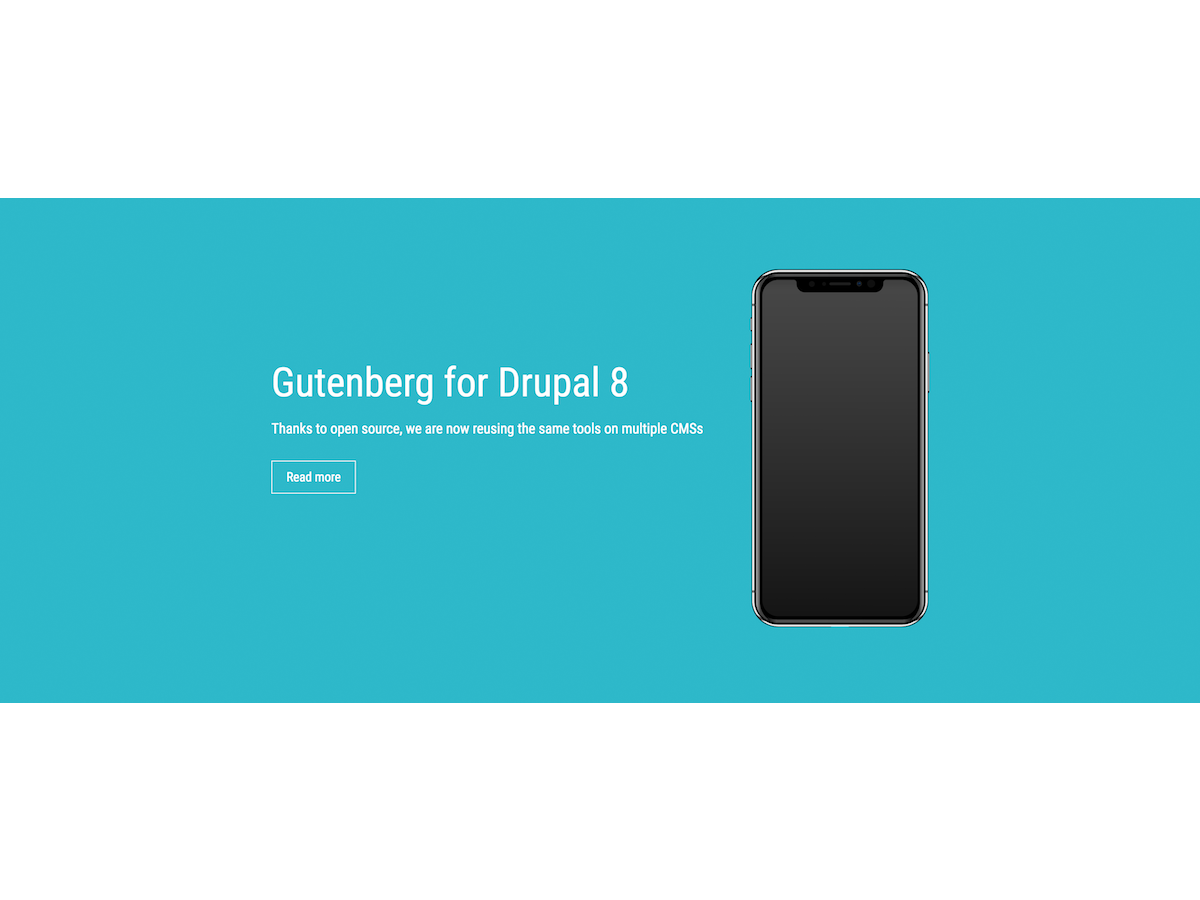 Gutenberg for Drupal 8
Thanks to open source, we are now reusing the same tools on multiple CMSs
Read more